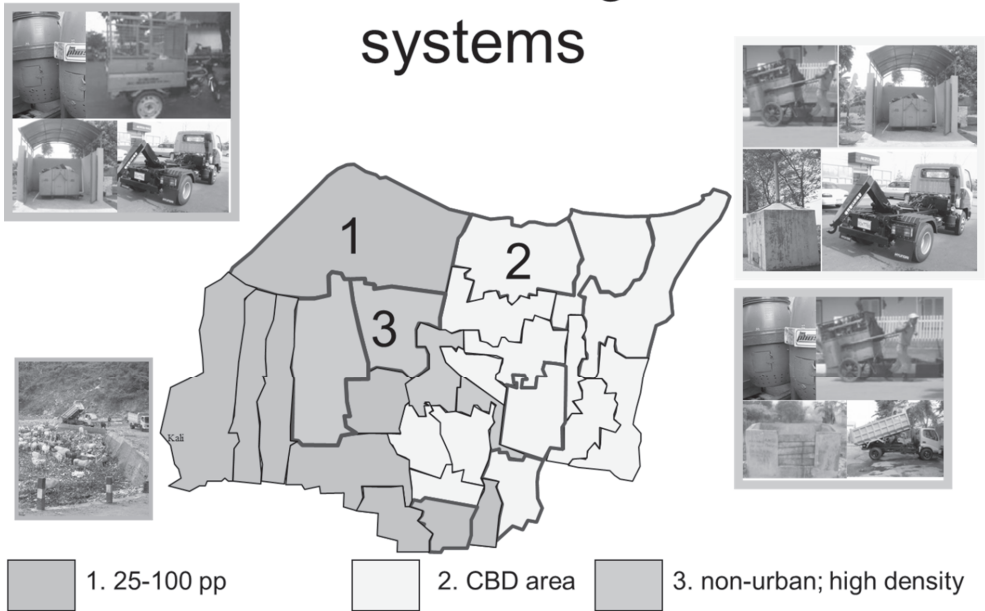 systems
1
2
3
Kali
1. 25-100 pp
2. CBD area
3. non-urban; high density